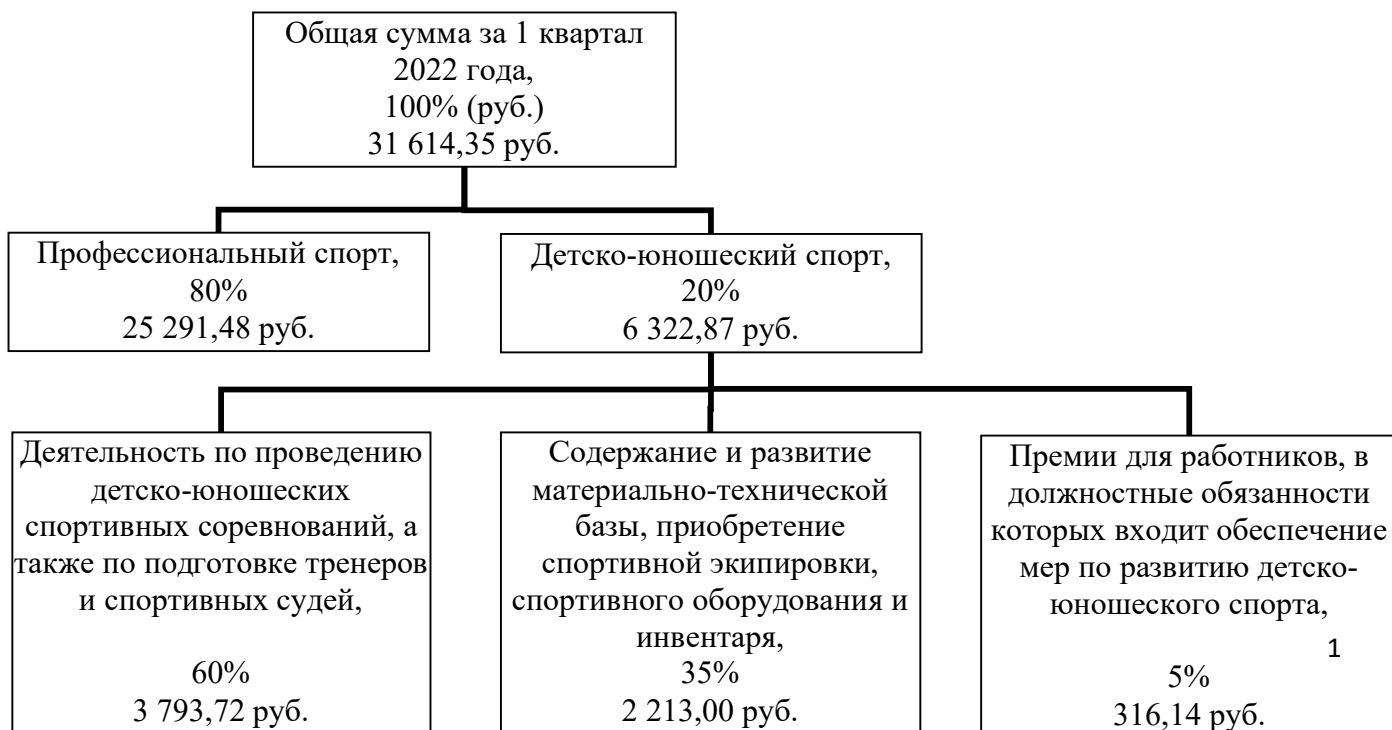 Общая сумма за 1 квартал
2022 года,
100% (руб.)
31 614,35 руб.
Профессиональный спорт,
80%
25 291,48 руб.
Детско-юношеский спорт,
20%
6 322,87 руб.
Деятельность по проведению
детско-юношеских
спортивных соревнований, а
также по подготовке тренеров
и спортивных судей,
60%
3 793,72 руб.
Содержание и развитие
материально-технической
базы, приобретение
спортивной экипировки,
спортивного оборудования и
инвентаря,
35%
2 213,00 руб.
Премии для работников, в
должностные обязанности
которых входит обеспечение
мер по развитию детско-
юношеского спорта,
1
5%
316,14 руб.